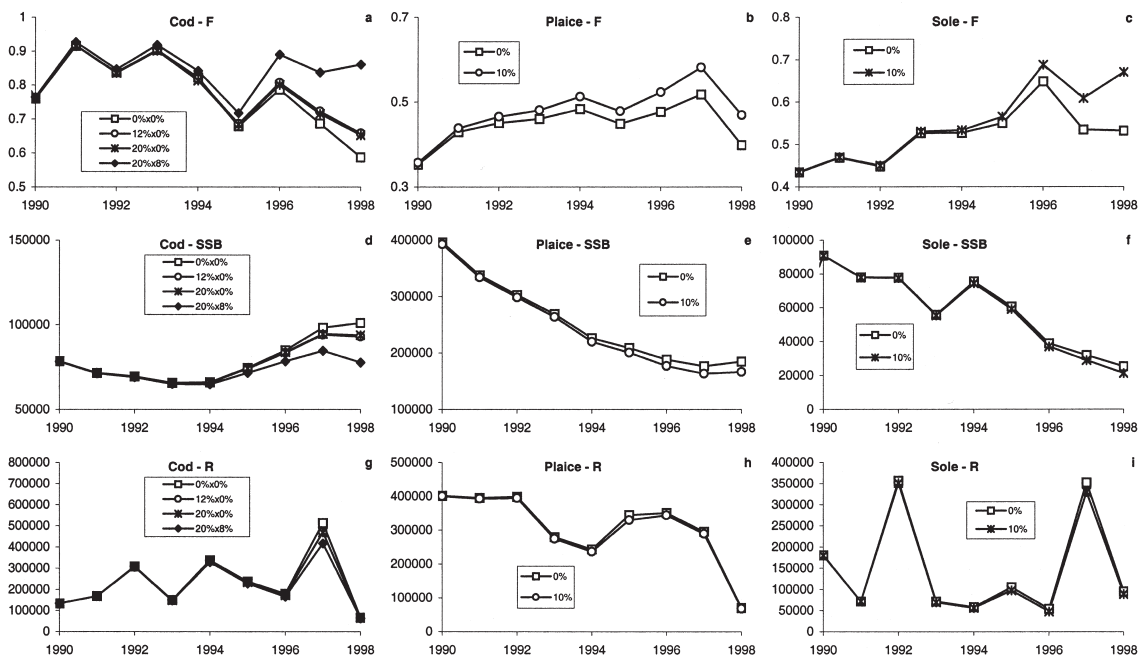 Cod - F
a
1
0.9
0.8
0.7
0.6
0.5
0%x0%
12%x0%
20%x0%
20%x8%
1990 1992 1994 1996 1998
Plaice - F
b
0.7
0.5
0.3
0%
10%
1990 1992 1994 1996 1998
Sole - F
c
0.8
0.7
0.6
0.5
0.4
0%
10%
1990 1992 1994 1996 1998
Cod - SSB
d
150000
100000
50000
0%x0%
12%x0%
20%x0%
20%x8%
1990 1992 1994 1996 1998
Plaice - SSB
e
400000
300000
200000
100000
0%
10%
1990 1992 1994 1996 1998
Sole - SSB
f
100000
80000
60000
40000
20000
0
0%
10%
1990 1992 1994 1996 1998
Cod - R
g
800000
700000
600000
500000
400000
300000
200000
100000
0
0%x0%
12%x0%
20%x0%
20%x8%
1990 1992 1994 1996 1998
Plaice - R
h
500000
400000
300000
200000
100000
0
0%
10%
1990 1992 1994 1996 1998
Sole - R
i
400000
350000
300000
250000
200000
150000
100000
50000
0
0%
10%
1990 1992 1994 1996 1998